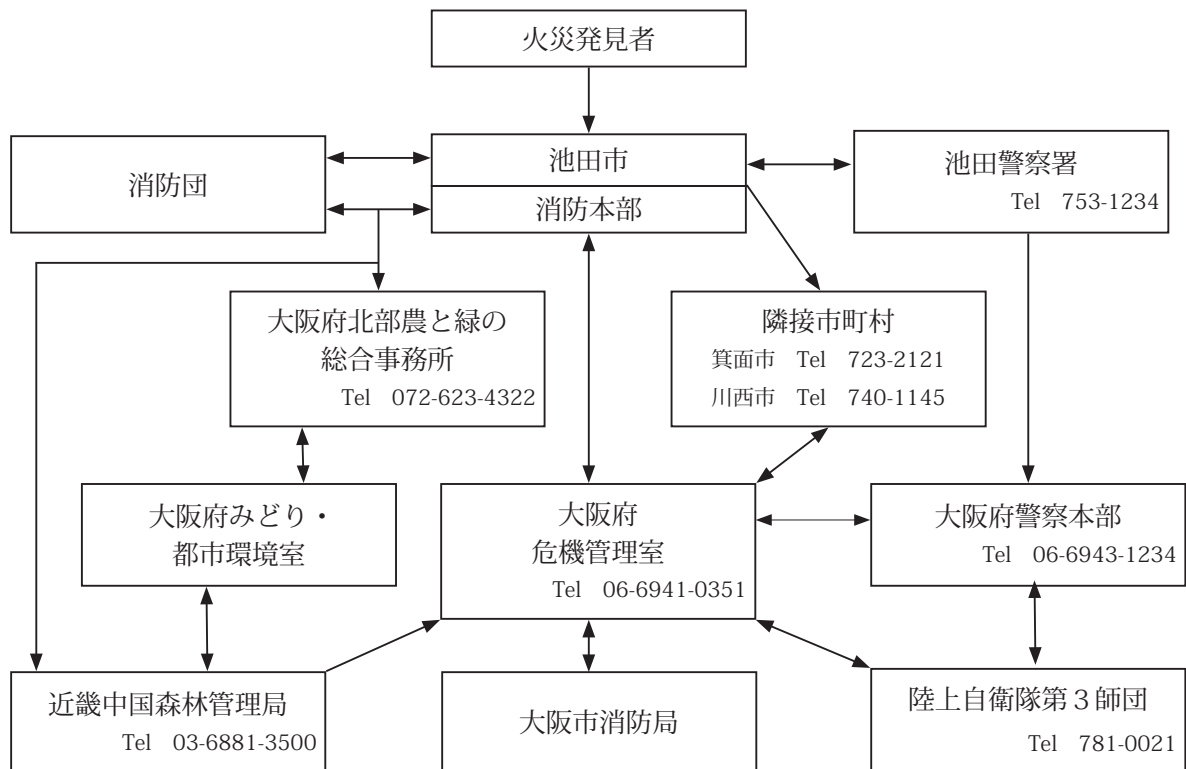 火災発見者
消防団
池田市
消防本部
池田警察署
Tel 753-1234
大阪府北部農と緑の
総合事務所
Tel 072-623-4322
隣接市町村
箕面市 Tel 723-2121
川西市 Tel 740-1145
大阪府みどり・
都市環境室
大阪府
危機管理室
Tel 06-6941-0351
大阪府警察本部
Tel 06-6943-1234
近畿中国森林管理局
Tel 03-6881-3500
大阪市消防局
陸上自衛隊第３師団
Tel 781-0021